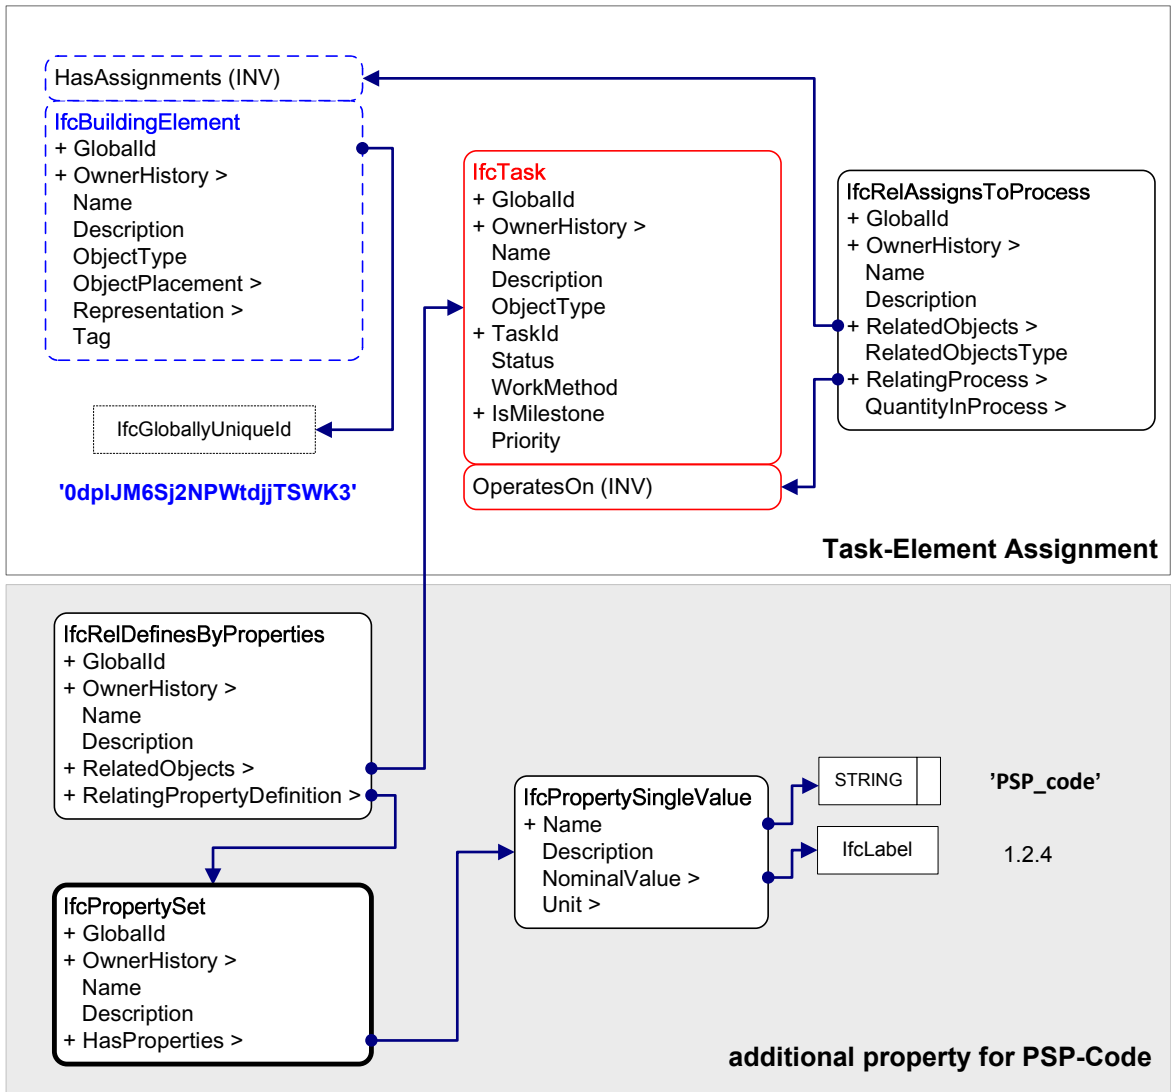 HasAssignments (INV)
IfcBuildingElement
+ GlobalId
+ OwnerHistory >
Name
Description
ObjectType
ObjectPlacement >
Representation >
Tag
IfcGloballyUniqueId
'0dpIJM6Sj2NPWtdjjTSWK3'
IfcTask
+ GlobalId
+ OwnerHistory >
Name
Description
ObjectType
+ TaskId
Status
WorkMethod
+ IsMilestone
Priority
OperatesOn (INV)
IfcRelAssignsToProcess
+ GlobalId
+ OwnerHistory >
Name
Description
+ RelatedObjects >
RelatedObjectsType
+ RelatingProcess >
QuantityInProcess >
Task-Element Assignment
IfcRelDefinesByProperties
+ GlobalId
+ OwnerHistory >
Name
Description
+ RelatedObjects >
+ RelatingPropertyDefinition >
IfcPropertySet
+ GlobalId
+ OwnerHistory >
Name
Description
+ HasProperties >
IfcPropertySingleValue
+ Name
Description
NominalValue >
Unit >
STRING
’PSP_code’
IfcLabel
1.2.4
additional property for PSP-Code